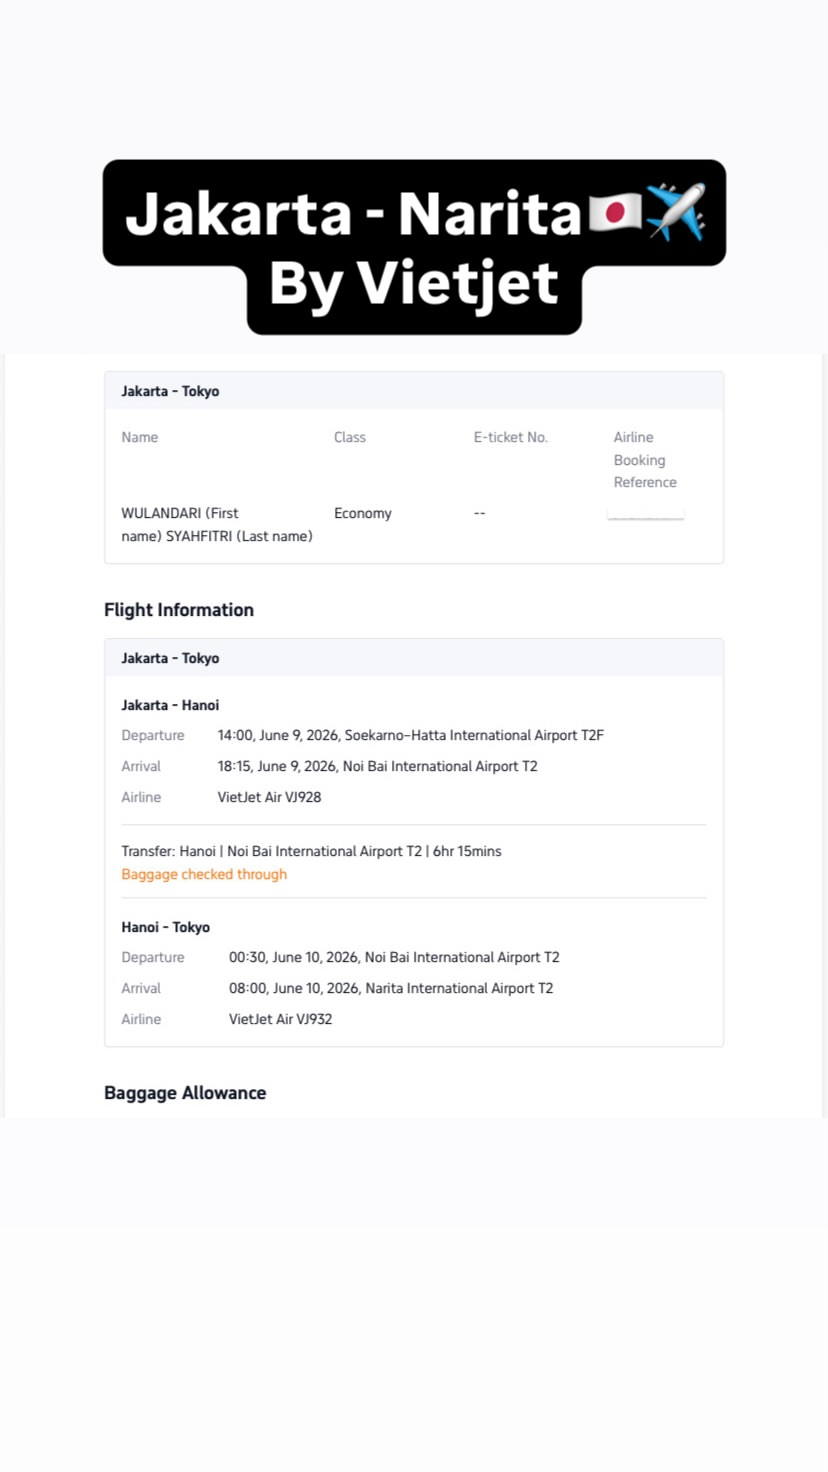 Jakarta - Narita🇯🇵✈️
By Vietjet
Jakarta - Tokyo
Name Class E-ticket No. Airline
Booking
Reference
WULANDARI (First Economy --
name) SYAHFITRI (Last name)
Flight Information
Jakarta - Tokyo
Jakarta - Hanoi
Departure 14:00, June 9, 2026, Soekarno-Hatta International Airport T2F
Arrival 18:15, June 9, 2026, Noi Bai International Airport T2
Airline VietJet Air VJ928
Transfer: Hanoi | Noi Bai International Airport T2 | 6hr 15mins
Baggage checked through
Hanoi - Tokyo
Departure 00:30, June 10, 2026, Noi Bai International Airport T2
Arrival 08:00, June 10, 2026, Narita International Airport T2
Airline VietJet Air VJ932
Baggage Allowance